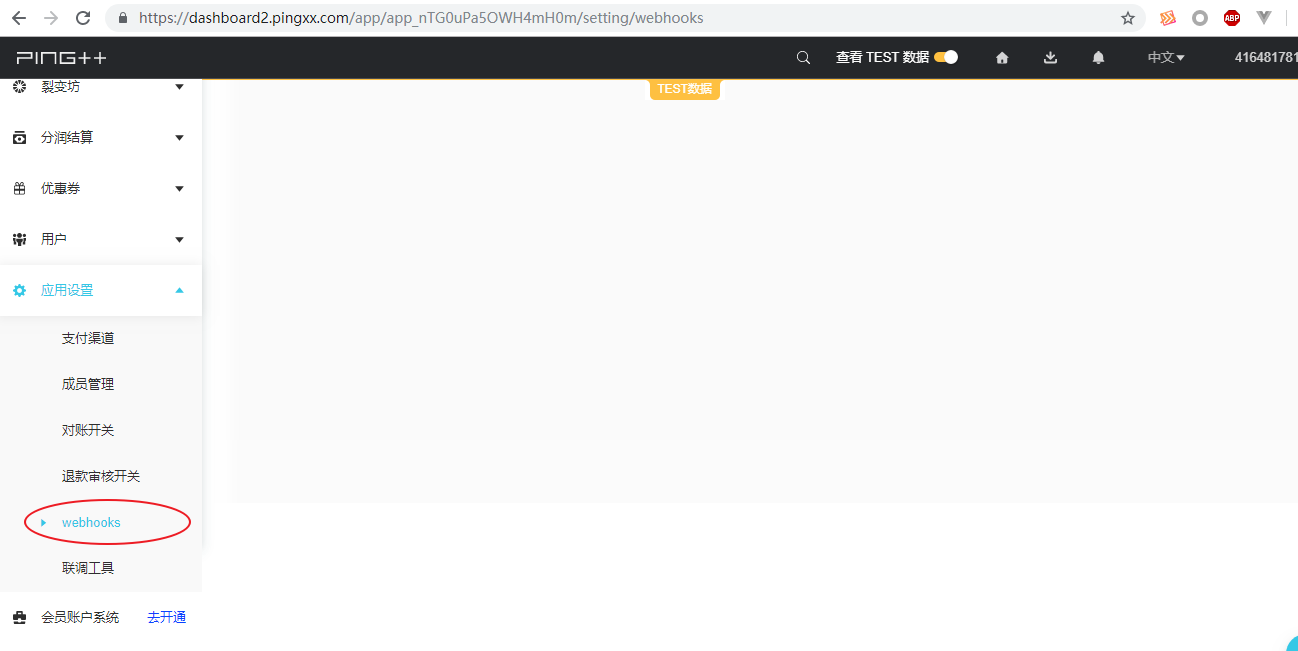 https://dashboard2.pingxx.com/app/app_nTG0uPa5OWH4mH0m/setting/webhooks
ABP
PING++
查看 TEST 数据
中文
416481781
TEST数据
裂变坊
分润结算
优惠券
用户
应用设置
支付渠道
成员管理
对账开关
退款审核开关
webhooks
联调工具
会员账户系统 去开通